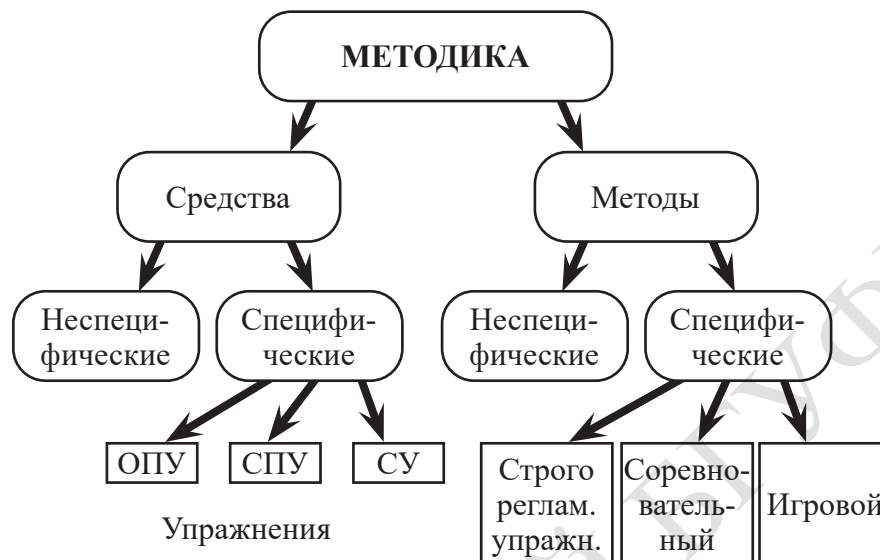 МЕТОДИКА
Средства
Методы
Неспеци-
фические
Специфи-
ческие
Неспеци-
фические
Специфи-
ческие
ОПУ
СПУ
СУ
Упражнения
Строго
реглам.
упражн.
Соревно-
ватель-
ный
Игровой